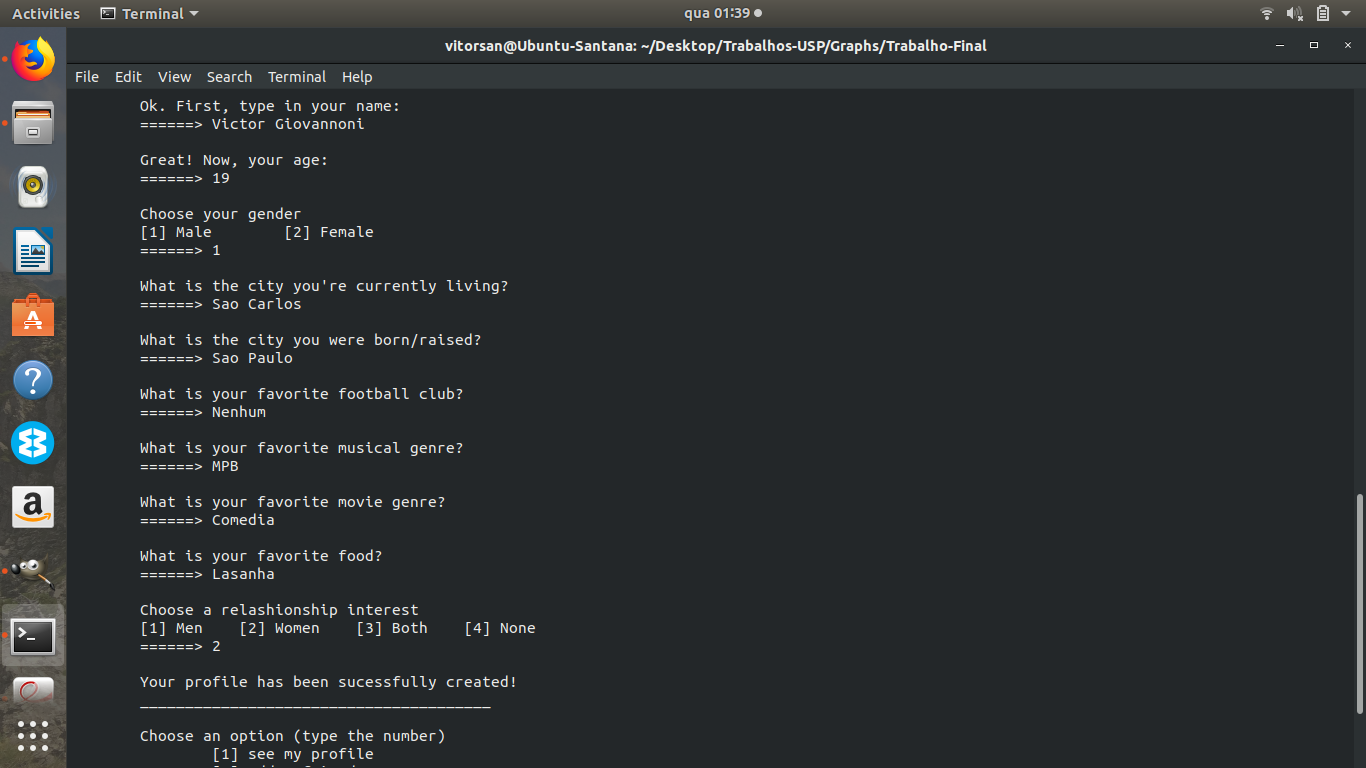 Activities Terminal qua 01:39
vitorsan@Ubuntu-Santana: ~/Desktop/Trabalhos-USP/Graphs/Trabalho-Final
File Edit View Search Terminal Help
Ok. First, type in your name:
======> Victor Giovannoni
Great! Now, your age:
======> 19
Choose your gender
[1] Male [2] Female
======> 1
What is the city you're currently living?
======> Sao Carlos
What is the city you were born/raised?
======> Sao Paulo
What is your favorite football club?
======> Nenhum
What is your favorite musical genre?
======> MPB
What is your favorite movie genre?
======> Comedia
What is your favorite food?
======> Lasanha
Choose a relashionship interest
[1] Men [2] Women [3] Both [4] None
======> 2
Your profile has been sucessfully created!
_______________________________________
Choose an option (type the number)
[1] see my profile